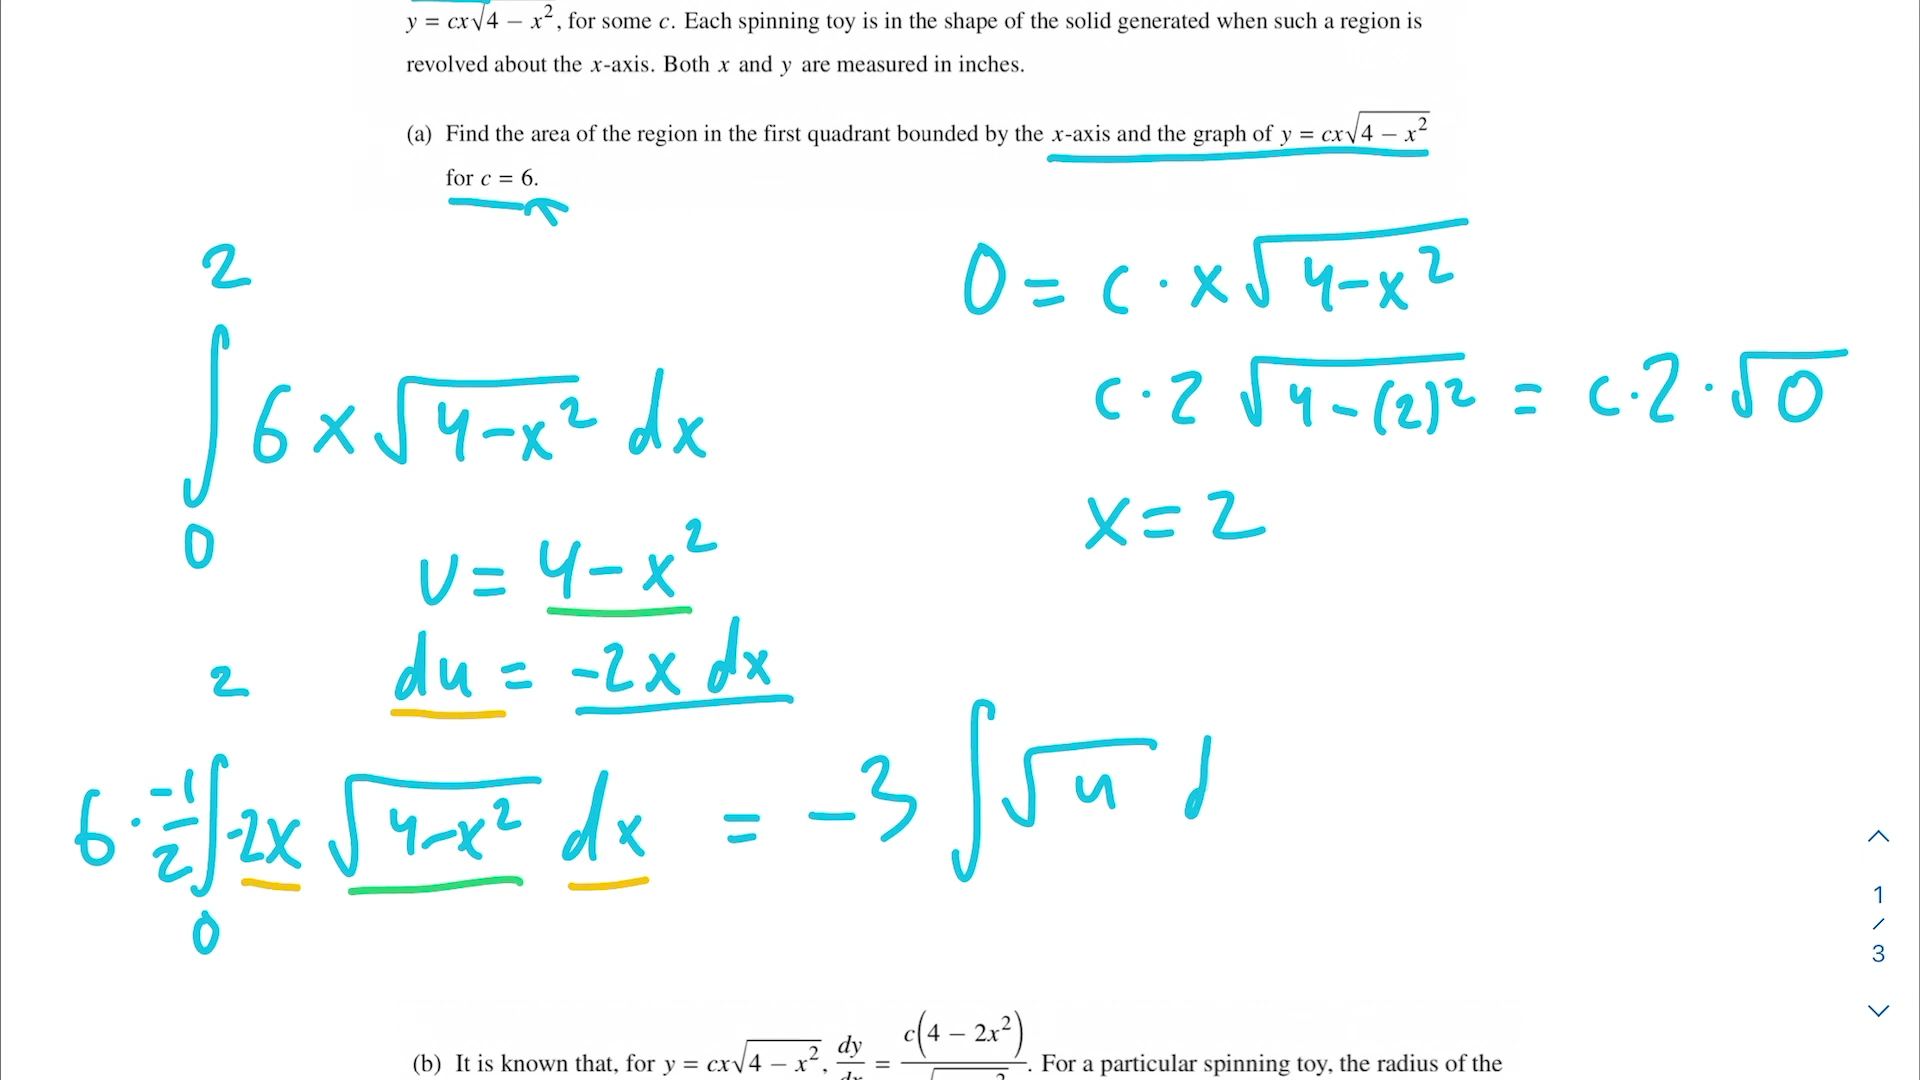 y = cx√4 − x², for some c. Each spinning toy is in the shape of the solid generated when such a region is
revolved about the x-axis. Both x and y are measured in inches.
(a) Find the area of the region in the first quadrant bounded by the x-axis and the graph of y = cx√4 − x²
for c = 6.
2
∫ 6x√4−x² dx
0
u = 4−x²
du = −2x dx
0 = c · x√4−x²
c · 2√4−(2)² = c·2·√0
x = 2
2
6 · −1/2 ∫ −2x √4−x² dx = −3 ∫ √u d
0
1
/
3
(b) It is known that, for y = cx√4 − x², dy/dx = c(4 − 2x²)/. For a particular spinning toy, the radius of the